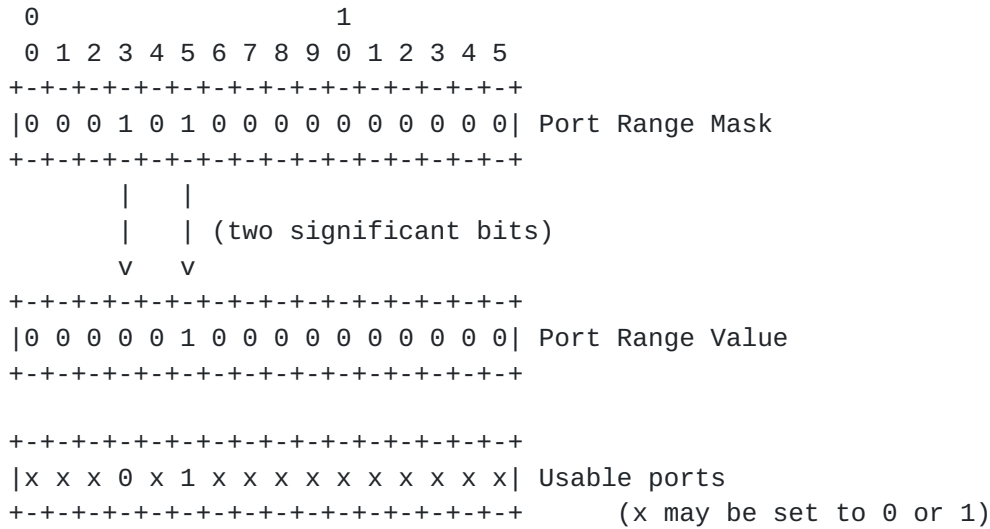 0                   1
 0 1 2 3 4 5 6 7 8 9 0 1 2 3 4 5
+-+-+-+-+-+-+-+-+-+-+-+-+-+-+-+-+
|0 0 0 1 0 1 0 0 0 0 0 0 0 0 0 0| Port Range Mask
+-+-+-+-+-+-+-+-+-+-+-+-+-+-+-+-+
       |   |
       |   | (two significant bits)
       v   v
+-+-+-+-+-+-+-+-+-+-+-+-+-+-+-+-+
|0 0 0 0 0 1 0 0 0 0 0 0 0 0 0 0| Port Range Value
+-+-+-+-+-+-+-+-+-+-+-+-+-+-+-+-+

+-+-+-+-+-+-+-+-+-+-+-+-+-+-+-+-+
|x x x 0 x 1 x x x x x x x x x x| Usable ports
+-+-+-+-+-+-+-+-+-+-+-+-+-+-+-+-+      (x may be set to 0 or 1)